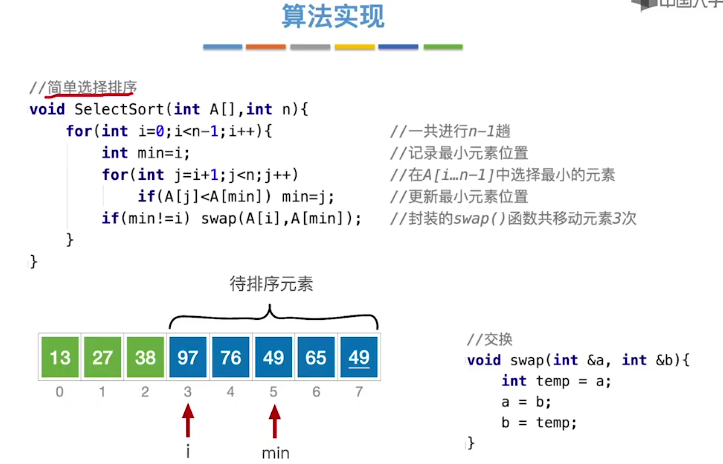 算法实现
//简单选择排序
void SelectSort(int A[],int n){
for(int i=0;i<n-1;i++){ //一共进行n-1趟
int min=i; //记录最小元素位置
for(int j=i+1;j<n;j++) //在A[i…n-1]中选择最小的元素
if(A[j]<A[min]) min=j; //更新最小元素位置
if(min!=i) swap(A[i],A[min]); //封装的swap()函数共移动元素3次
}
}
待排序元素
13 27 38 97 76 49 65 49
0 1 2 3 4 5 6 7
i min
//交换
void swap(int &a, int &b){
int temp = a;
a = b;
b = temp;
}